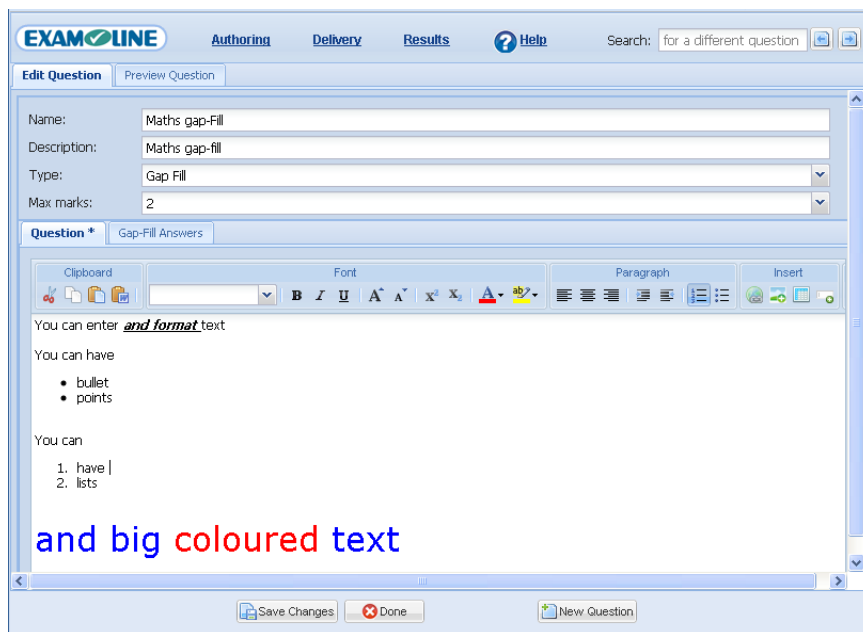 EXAMONLINE Authoring Delivery Results Help Search: for a different question
Edit Question Preview Question
Name: Maths gap-Fill
Description: Maths gap-fill
Type: Gap Fill
Max marks: 2
Question * Gap-Fill Answers
Clipboard Font Paragraph Insert
B I U A A X² X₂ A ab
You can enter and format text
You can have
• bullet
• points
You can
1. have
2. lists
and big coloured text
Save Changes Done New Question